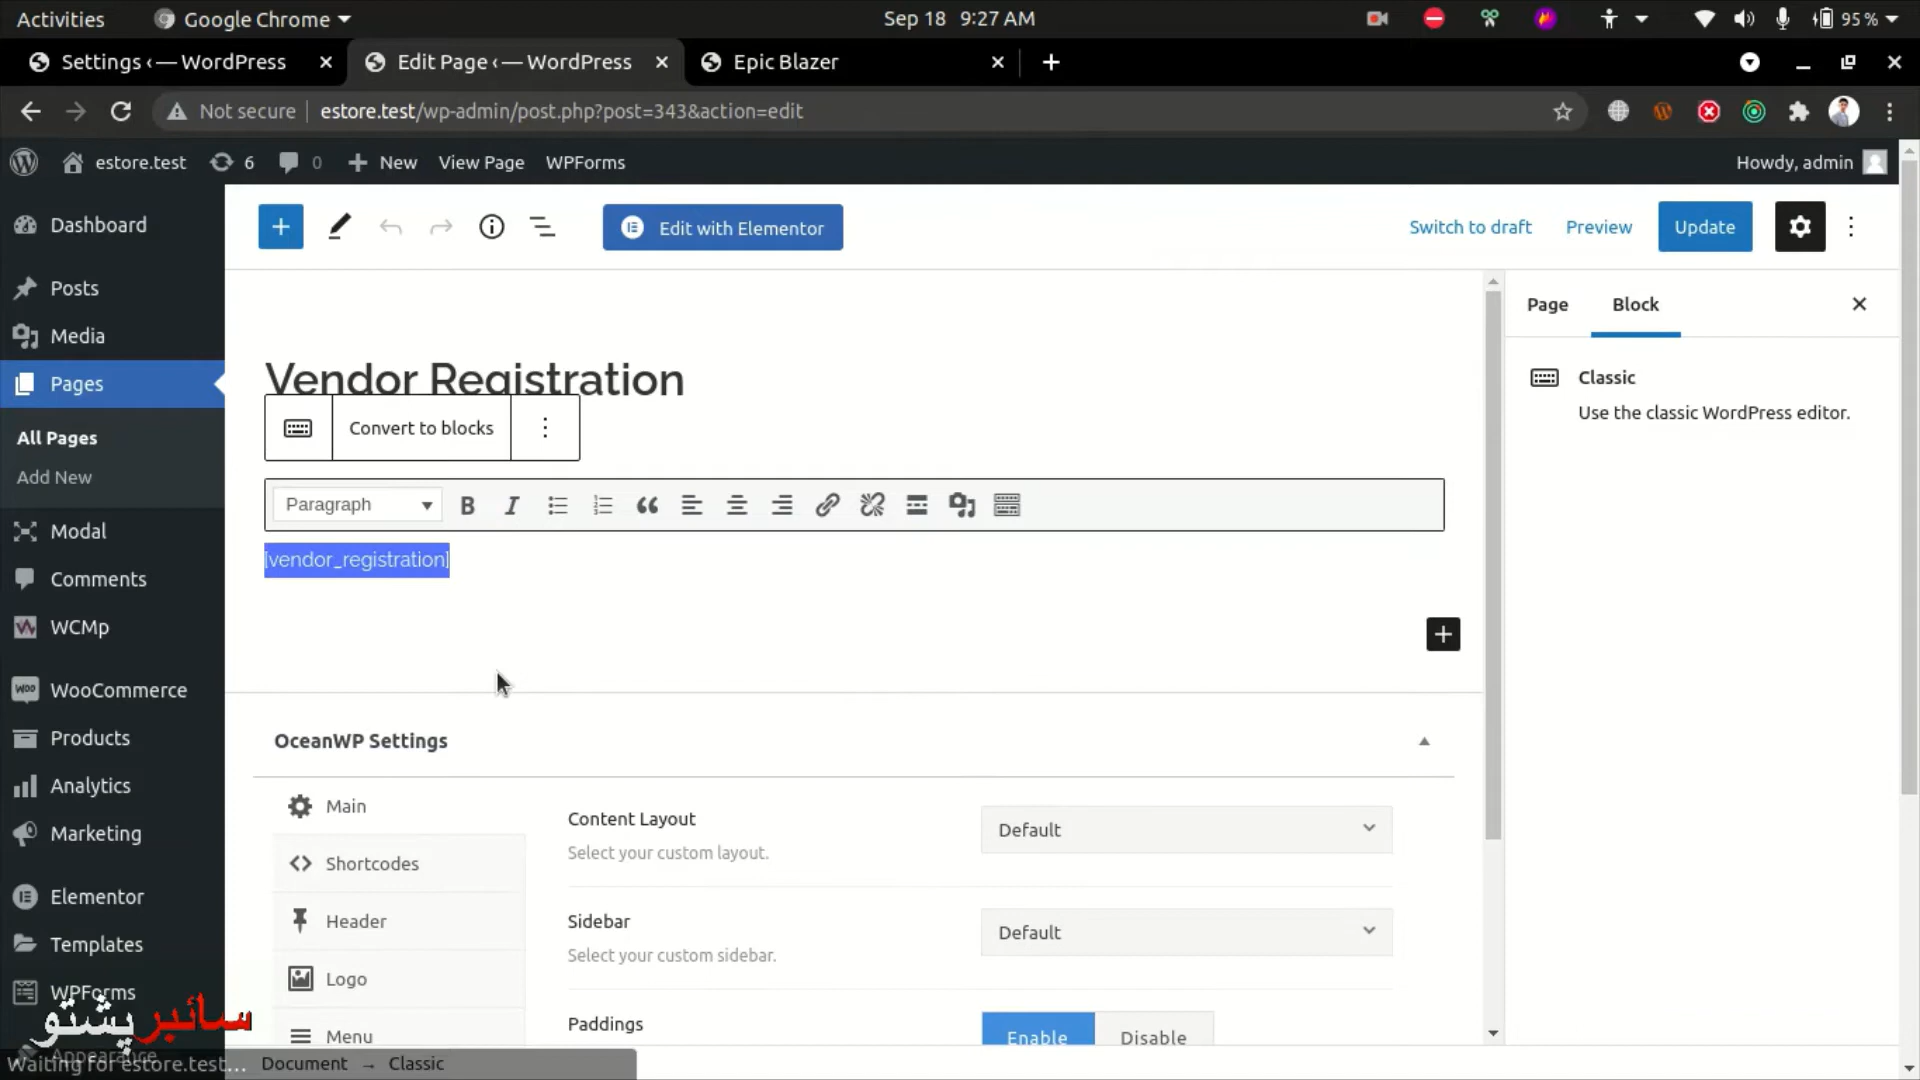 Activities
Google Chrome
Sep 18 9:27 AM
95 %
Settings ‹ — WordPress
Edit Page ‹ — WordPress
Epic Blazer
Not secure
estore.test/wp-admin/post.php?post=343&action=edit
estore.test
6
0
New
View Page
WPForms
Howdy, admin
Dashboard
Posts
Media
Pages
All Pages
Add New
Modal
Comments
WCMp
WooCommerce
Products
Analytics
Marketing
Elementor
Templates
WPForms
Appearance
سائبر پشتو
Waiting for estore.test...
Edit with Elementor
Switch to draft
Preview
Update
Vendor Registration
Convert to blocks
Paragraph
B
I
[vendor_registration]
OceanWP Settings
Main
Shortcodes
Header
Logo
Menu
Content Layout
Select your custom layout.
Default
Sidebar
Select your custom sidebar.
Default
Paddings
Enable
Disable
Document → Classic
Page
Block
Classic
Use the classic WordPress editor.